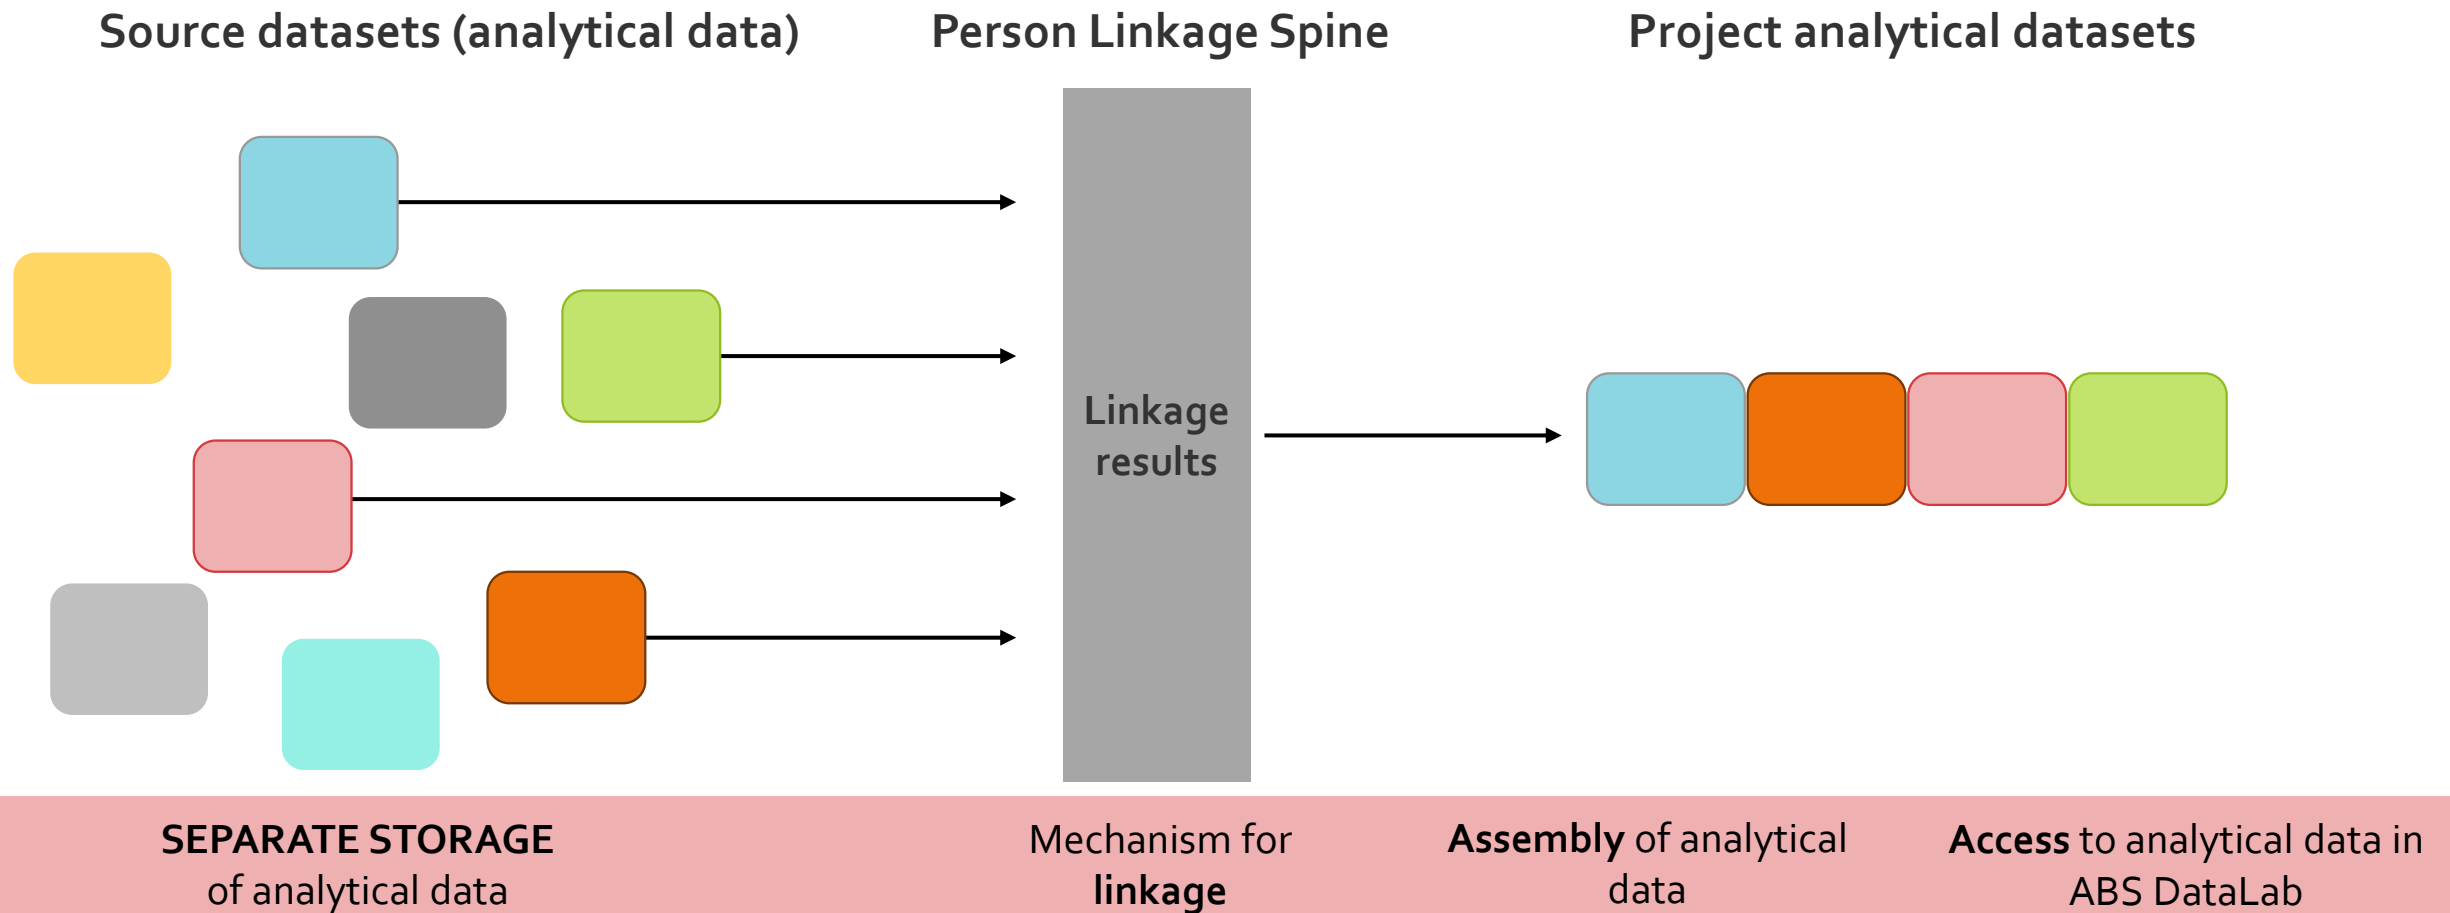 Source datasets (analytical data)
Person Linkage Spine
Project analytical datasets
Linkage
results
SEPARATE STORAGE
of analytical data
Mechanism for
linkage
Assembly of analytical
data
Access to analytical data in
ABS DataLab